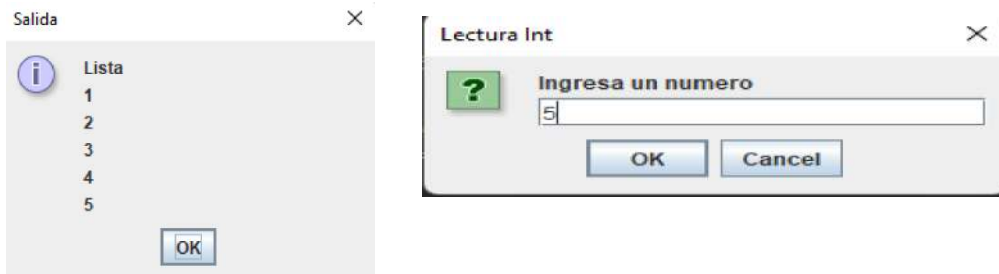 Salida
Lista
1
2
3
4
5
OK
Lectura Int
Ingresa un numero
5
OK Cancel